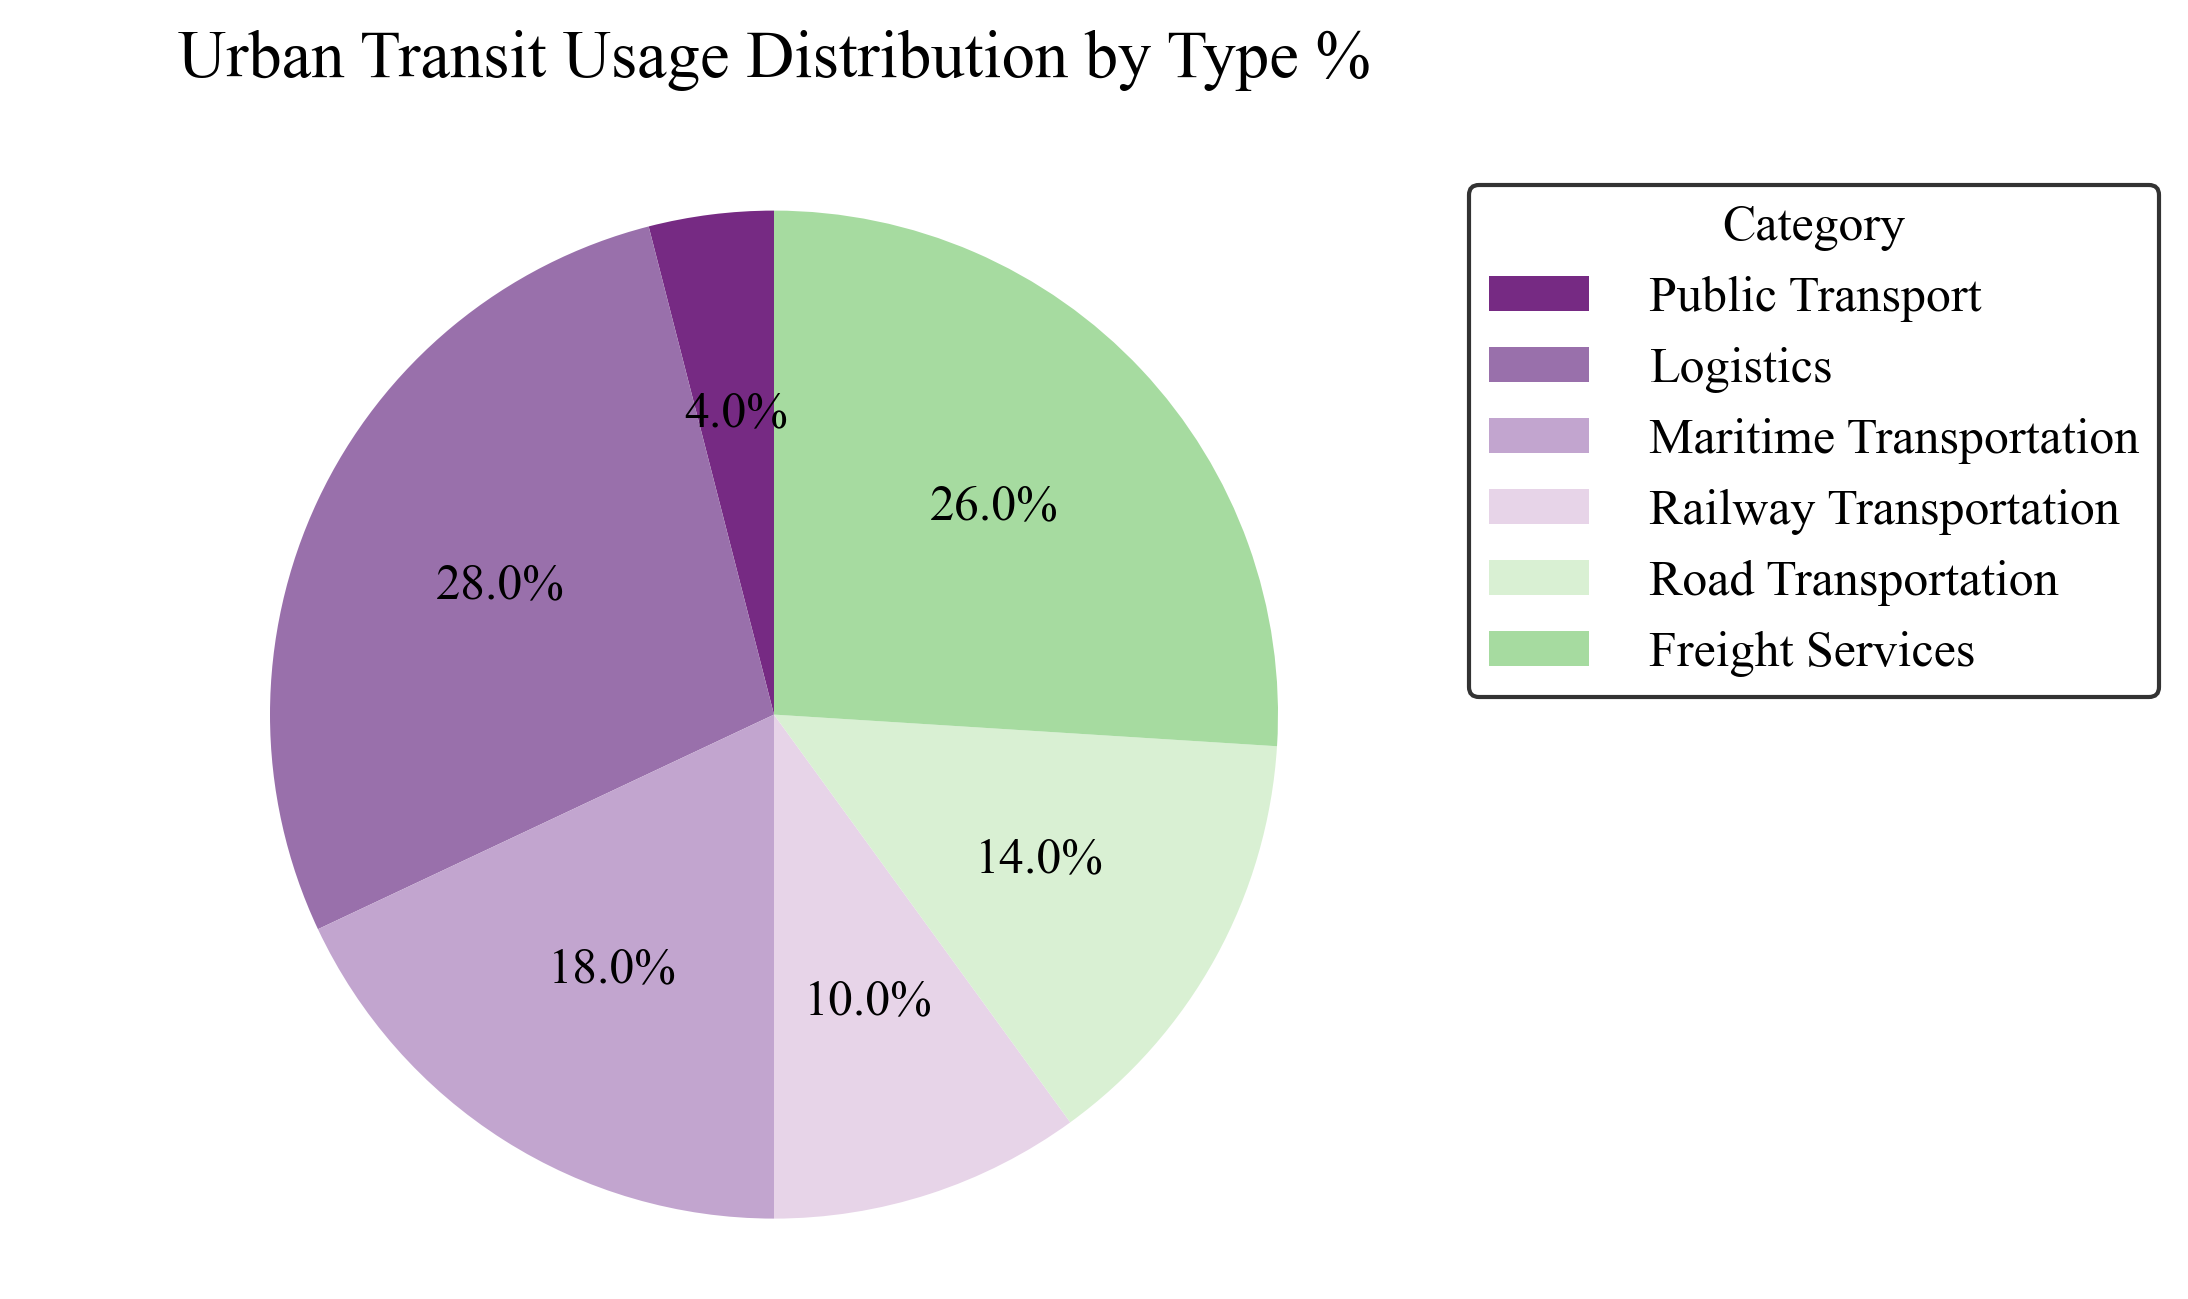 Urban Transit Usage Distribution by Type %
Category
Public Transport
Logistics
Maritime Transportation
Railway Transportation
Road Transportation
Freight Services
4.0%
26.0%
28.0%
14.0%
18.0%
10.0%